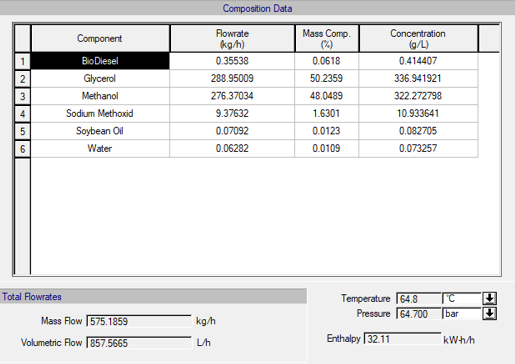 Composition Data
Component Flowrate (kg/h) Mass Comp. (%) Concentration (g/L)
1 BioDiesel 0.35538 0.0618 0.414407
2 Glycerol 288.95009 50.2359 336.941921
3 Methanol 276.37034 48.0489 322.272798
4 Sodium Methoxid 9.37632 1.6301 10.933641
5 Soybean Oil 0.07092 0.0123 0.082705
6 Water 0.06282 0.0109 0.073257
Total Flowrates
Mass Flow 575.1859 kg/h
Volumetric Flow 857.5665 L/h
Temperature 64.8 °C
Pressure 64.700 bar
Enthalpy 32.11 kW-h/h